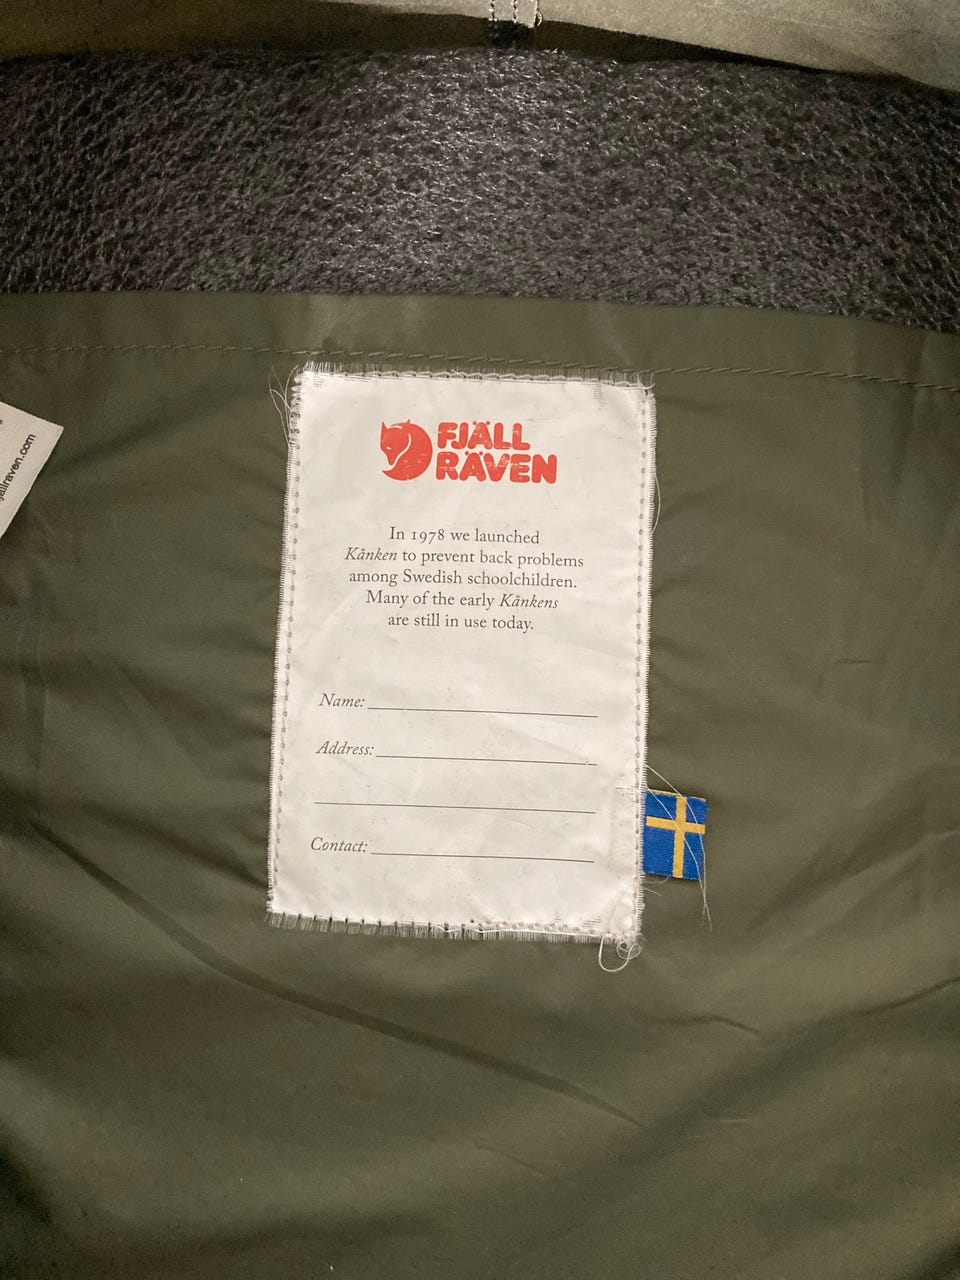 FJÄLL
RÄVEN
In 1978 we launched
Kånken to prevent back problems
among Swedish schoolchildren.
Many of the early Kånkens
are still in use today.
Name:
Address:
Contact: